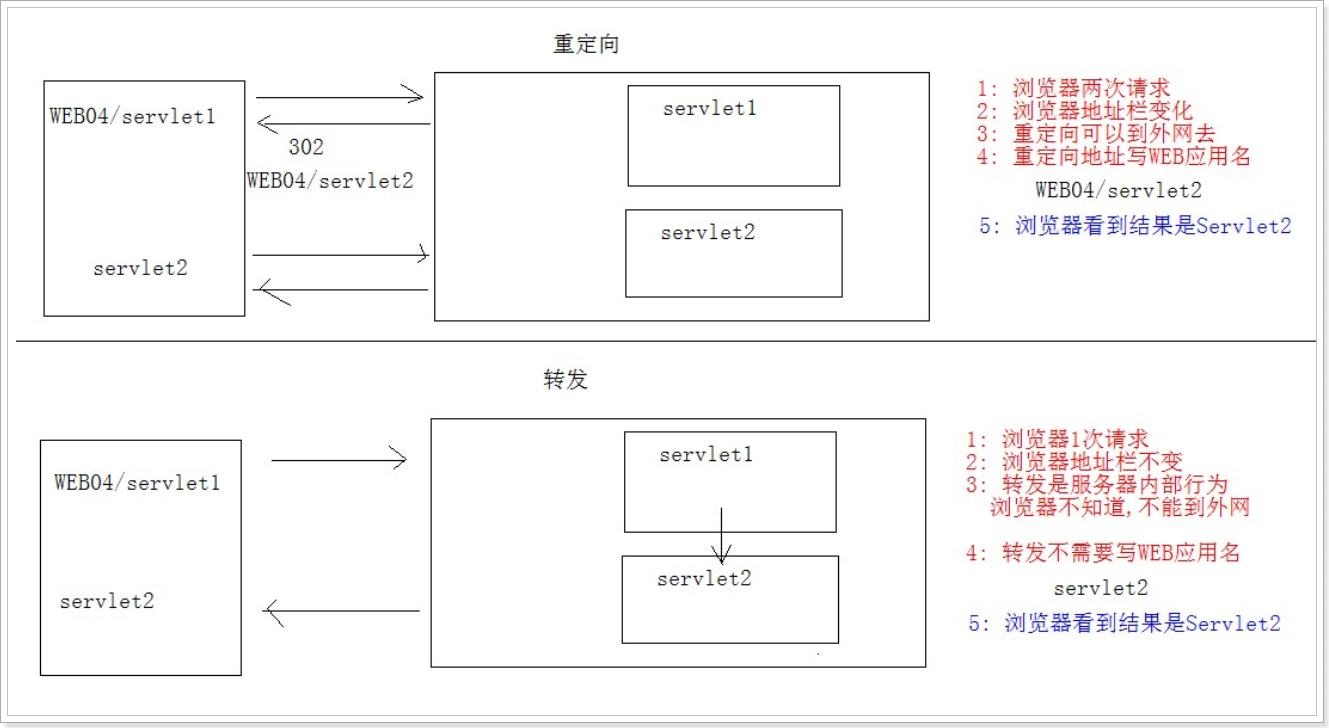 重定向
WEB04/servlet1
302
WEB04/servlet2
servlet2
servlet1
servlet2
1: 浏览器两次请求
2: 浏览器地址栏变化
3: 重定向可以到外网去
4: 重定向地址写WEB应用名
WEB04/servlet2
5: 浏览器看到结果是Servlet2
转发
WEB04/servlet1
servlet2
servlet1
servlet2
1: 浏览器1次请求
2: 浏览器地址栏不变
3: 转发是服务器内部行为
浏览器不知道,不能到外网
4: 转发不需要写WEB应用名
servlet2
5: 浏览器看到结果是Servlet2